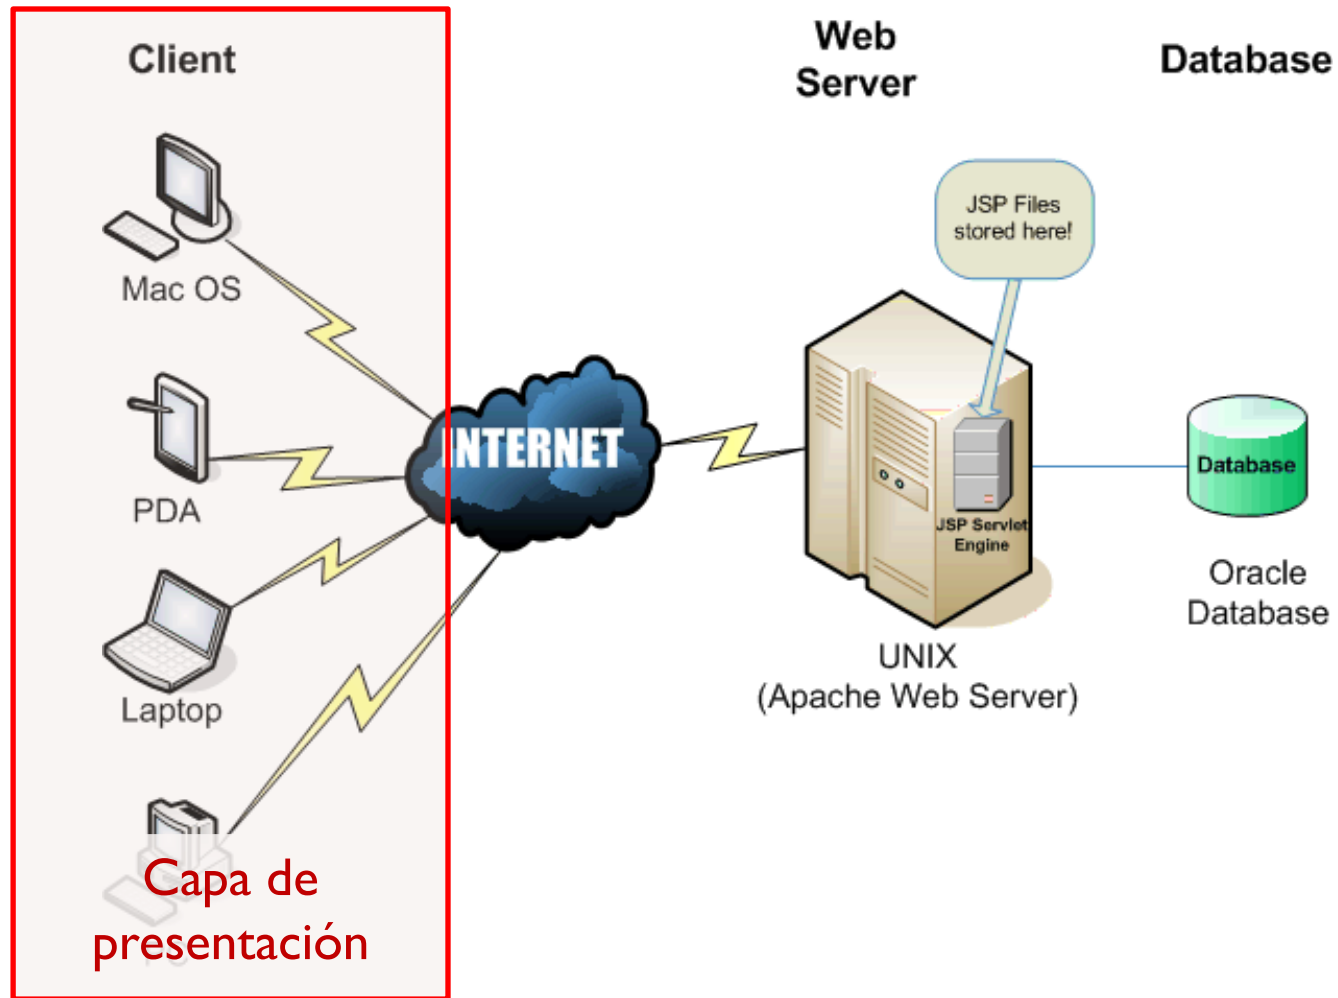 Client
Web
Server
Database
JSP Files
stored here!
Mac OS
INTERNET
PDA
Database
JSP Servlet
Engine
Oracle
Database
UNIX
(Apache Web Server)
Laptop
Capa de
presentación